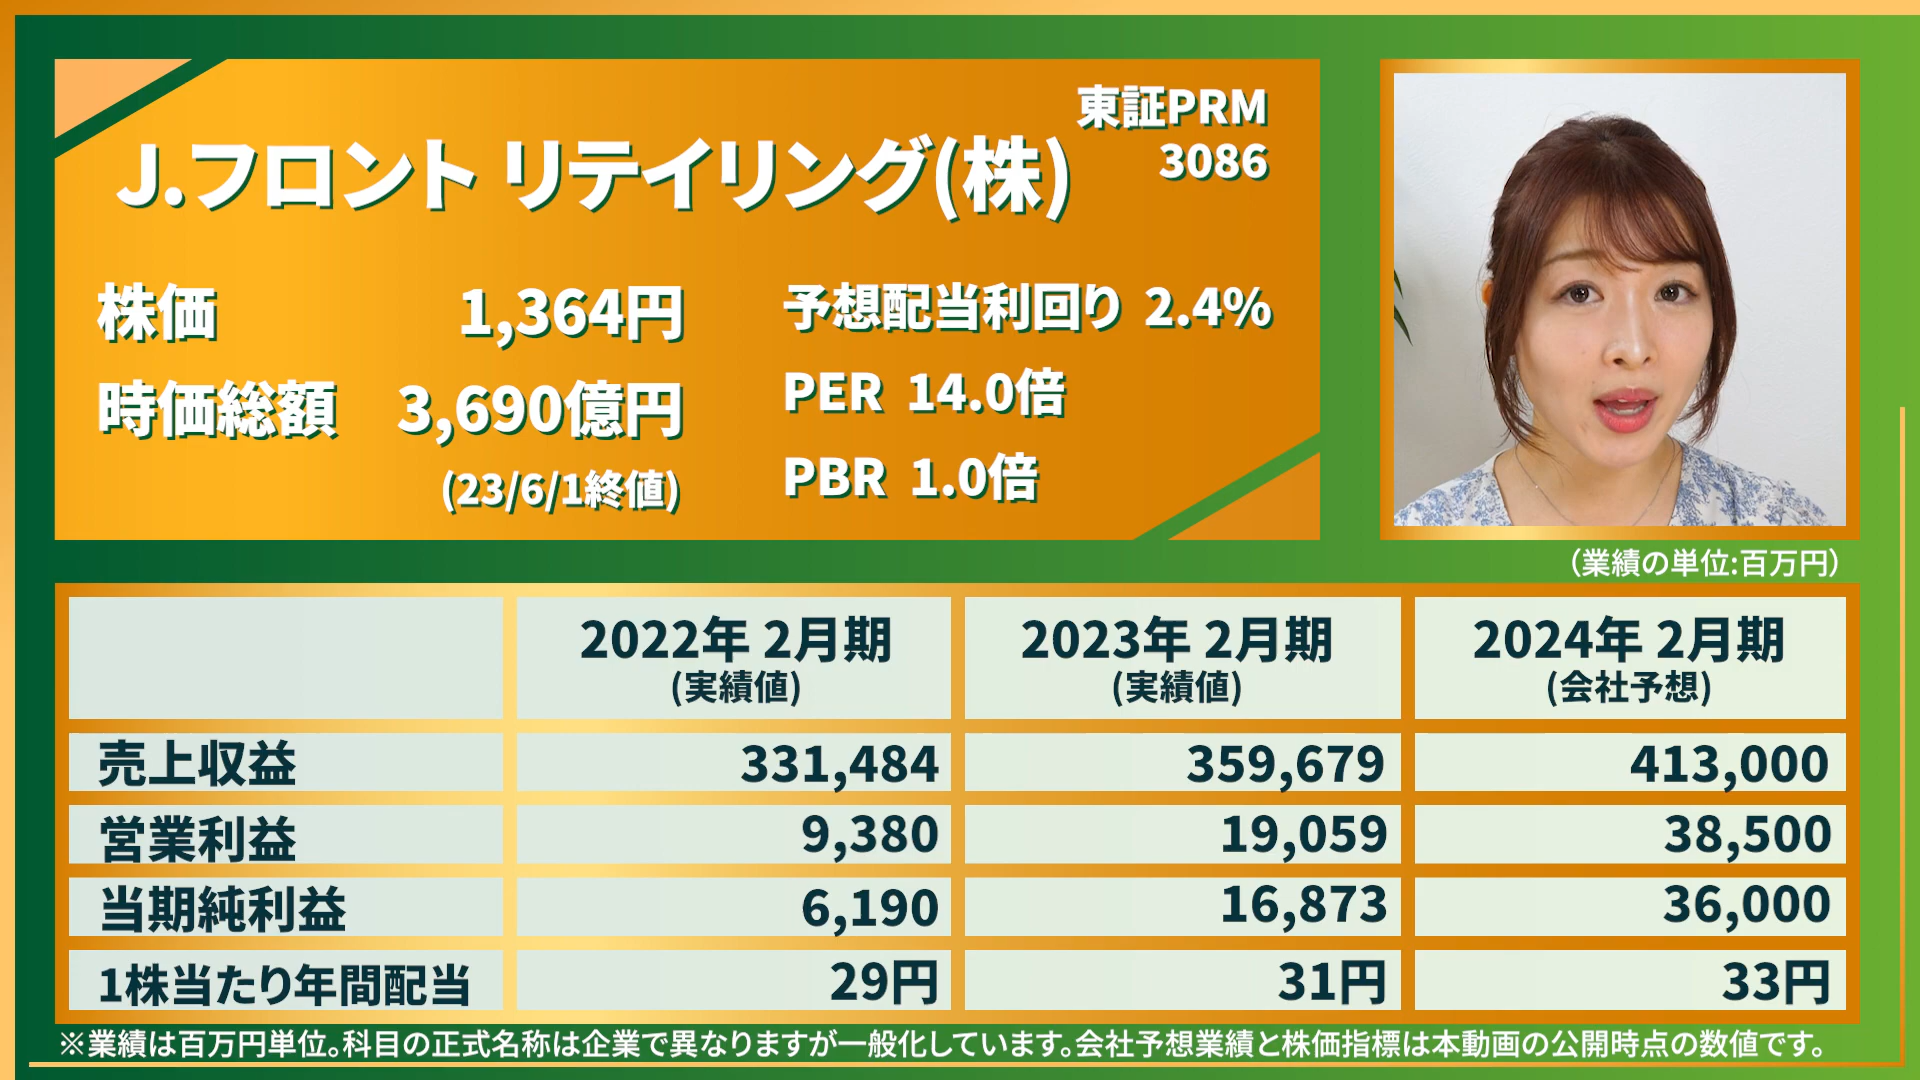 J.フロント リテイリング(株)
東証PRM
3086
株価 1,364円
時価総額 3,690億円
(23/6/1終値)
予想配当利回り 2.4%
PER 14.0倍
PBR 1.0倍
(業績の単位:百万円)
2022年 2月期 2023年 2月期 2024年 2月期
(実績値) (実績値) (会社予想)
売上収益 331,484 359,679 413,000
営業利益 9,380 19,059 38,500
当期純利益 6,190 16,873 36,000
1株当たり年間配当 29円 31円 33円
※業績は百万円単位。科目の正式名称は企業で異なりますが一般化しています。会社予想業績と株価指標は本動画の公開時点の数値です。